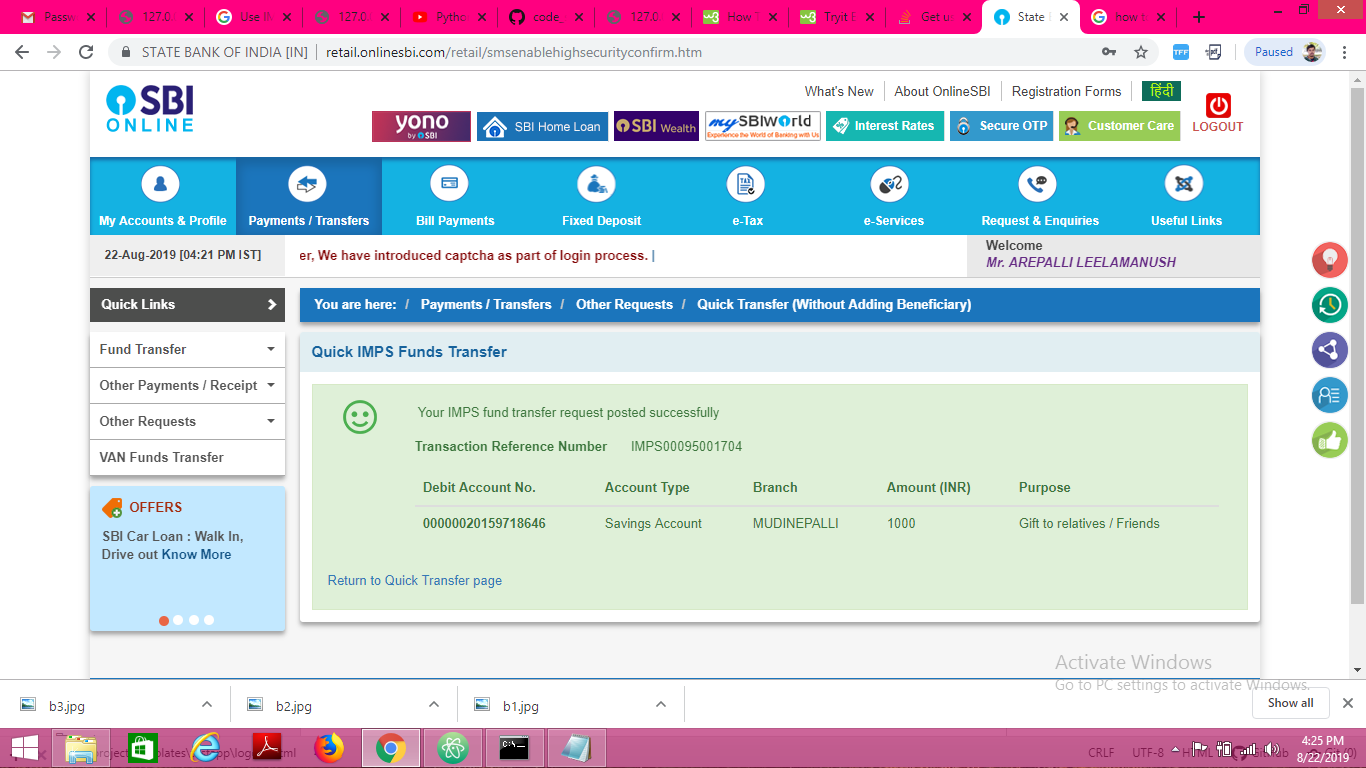 Passw
127.0.
Use IM
127.0.
Pythor
code_
127.0.
How T
Tryit E
Get u
State
how to
STATE BANK OF INDIA [IN]
retail.onlinesbi.com/retail/smsenablehighsecurityconfirm.htm
TFF
Paused
SBI
ONLINE
What's New
About OnlineSBI
Registration Forms
हिंदी
yono
by SBI
SBI Home Loan
SBI Wealth
my SBI World
Experience the World of Banking with Us
Interest Rates
Secure OTP
Customer Care
LOGOUT
My Accounts & Profile
Payments / Transfers
Bill Payments
Fixed Deposit
TAX
e-Tax
e-Services
Request & Enquiries
Useful Links
22-Aug-2019 [04:21 PM IST]
er, We have introduced captcha as part of login process. |
Welcome
Mr. AREPALLI LEELAMANUSH
Quick Links
You are here: / Payments / Transfers / Other Requests / Quick Transfer (Without Adding Beneficiary)
Fund Transfer
Other Payments / Receipt
Other Requests
VAN Funds Transfer
Quick IMPS Funds Transfer
Your IMPS fund transfer request posted successfully
Transaction Reference Number IMPS00095001704
Debit Account No. Account Type Branch Amount (INR) Purpose
00000020159718646 Savings Account MUDINEPALLI 1000 Gift to relatives / Friends
Return to Quick Transfer page
OFFERS
SBI Car Loan : Walk In,
Drive out Know More
Activate Windows
Go to PC settings to activate Windows.
b3.jpg
b2.jpg
b1.jpg
Show all
CRLF
UTF-8
HTML
4:25 PM
8/22/2019